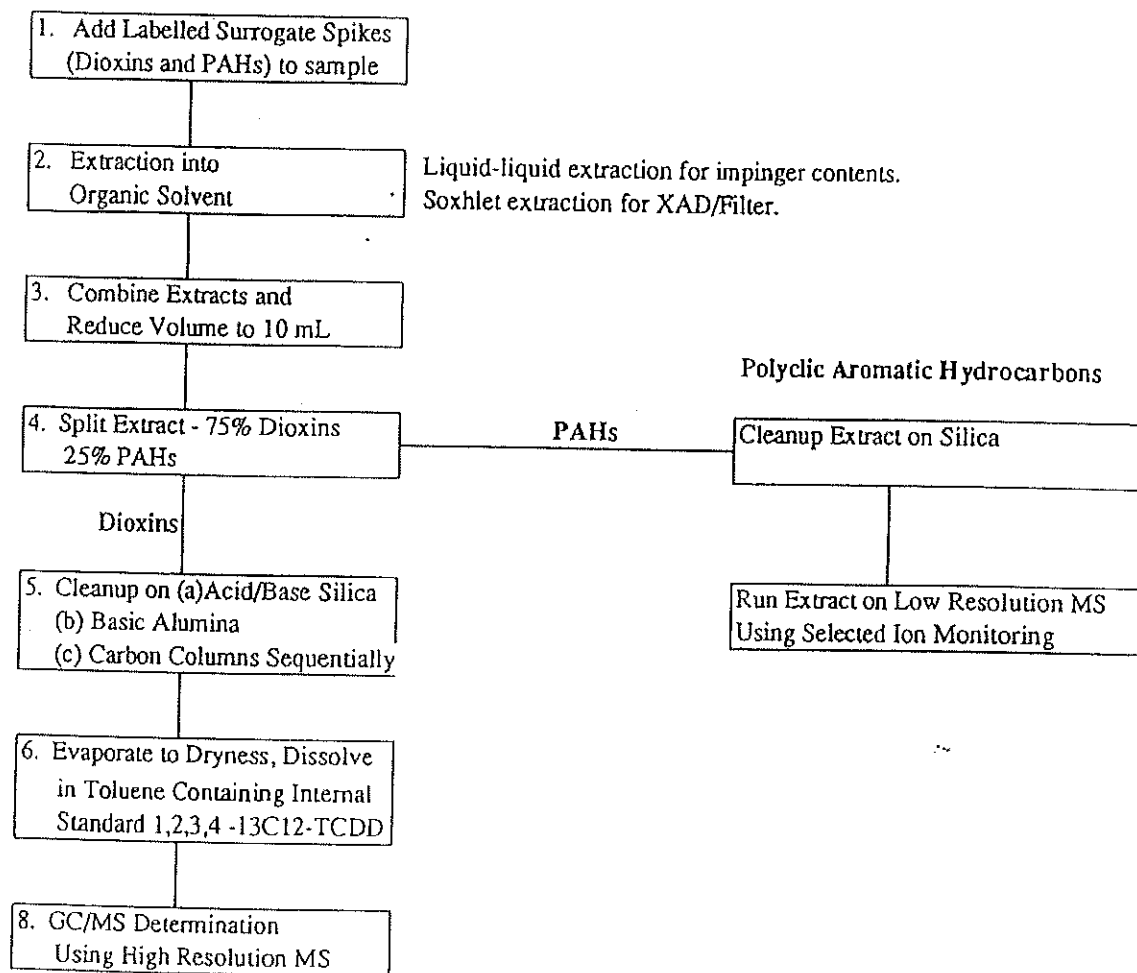 1. Add Labelled Surrogate Spikes
(Dioxins and PAHs) to sample
2. Extraction into
Organic Solvent
Liquid-liquid extraction for impinger contents.
Soxhlet extraction for XAD/Filter.
3. Combine Extracts and
Reduce Volume to 10 mL
4. Split Extract - 75% Dioxins
25% PAHs
PAHs
Polyclic Aromatic Hydrocarbons
Cleanup Extract on Silica
Run Extract on Low Resolution MS
Using Selected Ion Monitoring
Dioxins
5. Cleanup on (a)Acid/Base Silica
(b) Basic Alumina
(c) Carbon Columns Sequentially
6. Evaporate to Dryness, Dissolve
in Toluene Containing Internal
Standard 1,2,3,4 -13C12-TCDD
8. GC/MS Determination
Using High Resolution MS